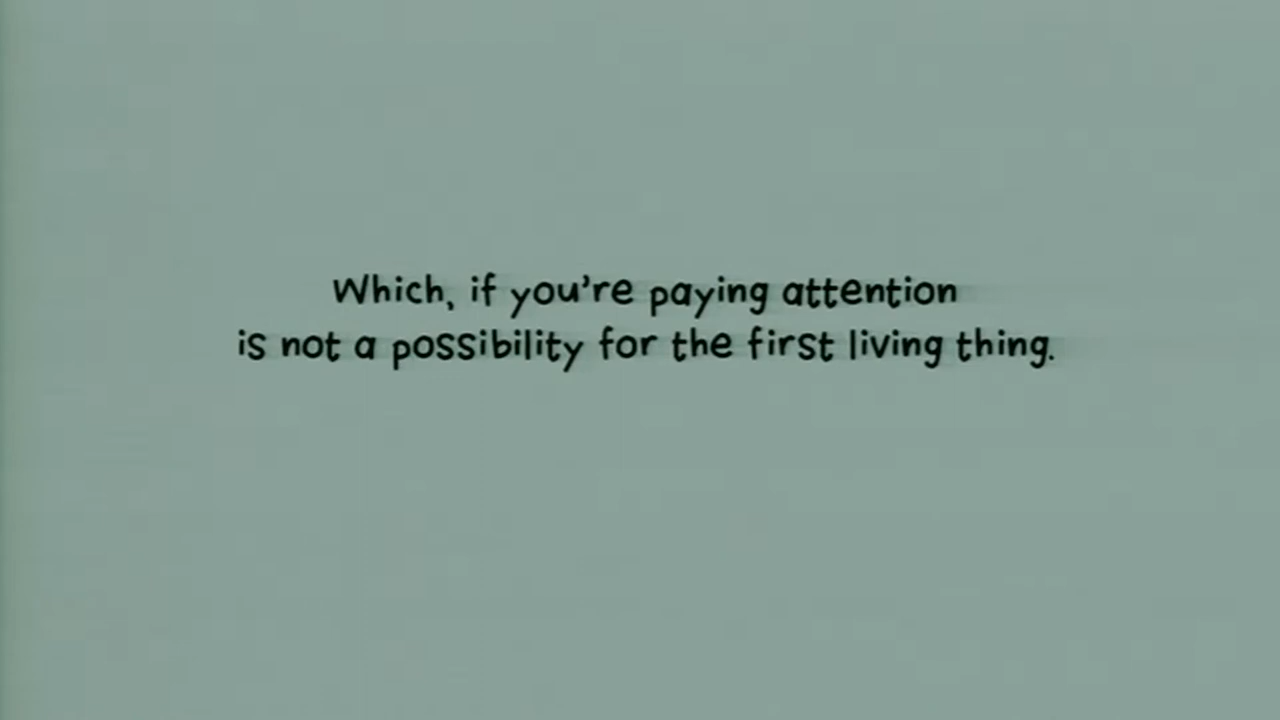 Which, if you're paying attention
is not a possibility for the first living thing.